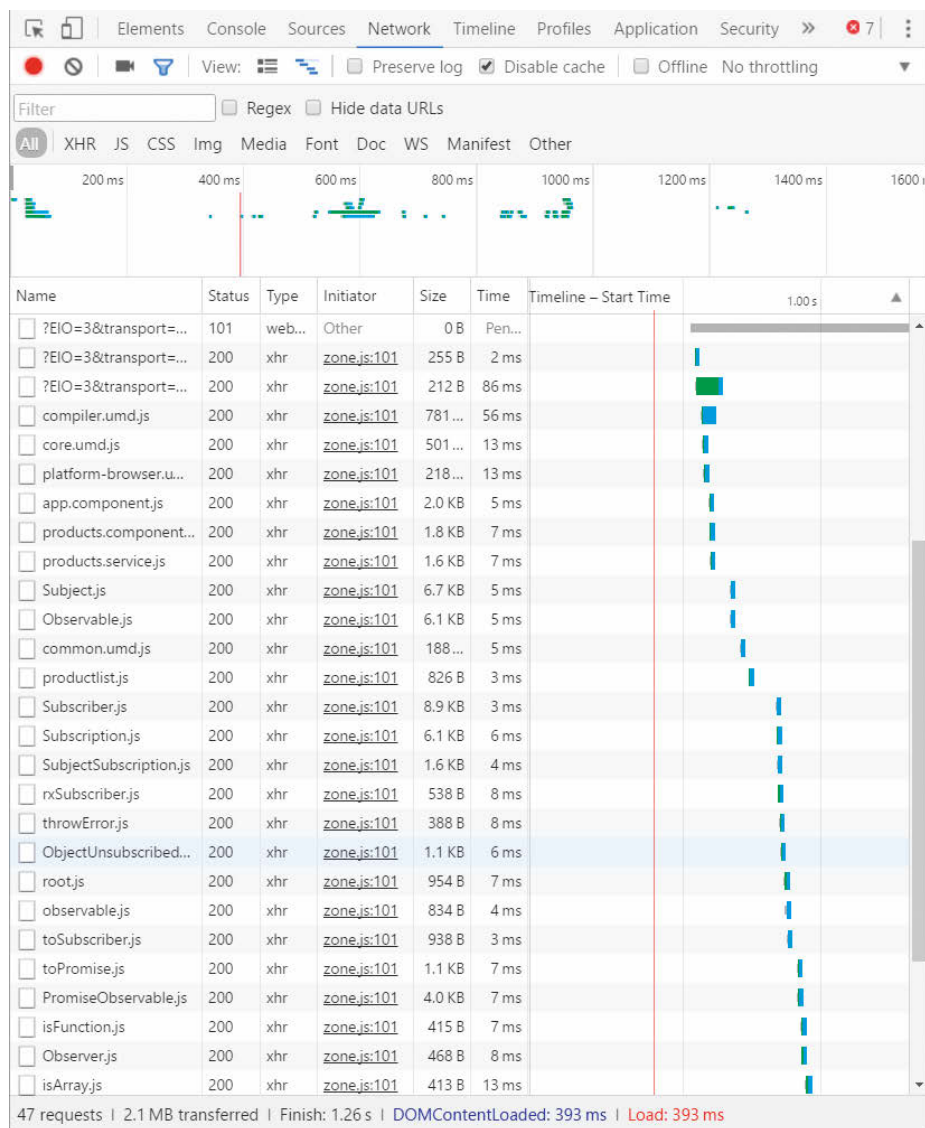 Elements Console Sources Network Timeline Profiles Application Security » 7
View: Preserve log Disable cache Offline No throttling
Filter Regex Hide data URLs
All XHR JS CSS Img Media Font Doc WS Manifest Other
200 ms 400 ms 600 ms 800 ms 1000 ms 1200 ms 1400 ms 1600
Name Status Type Initiator Size Time Timeline – Start Time 1.00 s
?EIO=3&transport=... 101 web... Other 0 B Pen...
?EIO=3&transport=... 200 xhr zone.js:101 255 B 2 ms
?EIO=3&transport=... 200 xhr zone.js:101 212 B 86 ms
compiler.umd.js 200 xhr zone.js:101 781 ... 56 ms
core.umd.js 200 xhr zone.js:101 501 ... 13 ms
platform-browser.u... 200 xhr zone.js:101 218 ... 13 ms
app.component.js 200 xhr zone.js:101 2.0 KB 5 ms
products.component... 200 xhr zone.js:101 1.8 KB 7 ms
products.service.js 200 xhr zone.js:101 1.6 KB 7 ms
Subject.js 200 xhr zone.js:101 6.7 KB 5 ms
Observable.js 200 xhr zone.js:101 6.1 KB 5 ms
common.umd.js 200 xhr zone.js:101 188 ... 5 ms
productlist.js 200 xhr zone.js:101 826 B 3 ms
Subscriber.js 200 xhr zone.js:101 8.9 KB 3 ms
Subscription.js 200 xhr zone.js:101 6.1 KB 6 ms
SubjectSubscription.js 200 xhr zone.js:101 1.6 KB 4 ms
rxSubscriber.js 200 xhr zone.js:101 538 B 8 ms
throwError.js 200 xhr zone.js:101 388 B 8 ms
ObjectUnsubscribed... 200 xhr zone.js:101 1.1 KB 6 ms
root.js 200 xhr zone.js:101 954 B 7 ms
observable.js 200 xhr zone.js:101 834 B 4 ms
toSubscriber.js 200 xhr zone.js:101 938 B 3 ms
toPromise.js 200 xhr zone.js:101 1.1 KB 7 ms
PromiseObservable.js 200 xhr zone.js:101 4.0 KB 7 ms
isFunction.js 200 xhr zone.js:101 415 B 7 ms
Observer.js 200 xhr zone.js:101 468 B 8 ms
isArray.js 200 xhr zone.js:101 413 B 13 ms
47 requests | 2.1 MB transferred | Finish: 1.26 s | DOMContentLoaded: 393 ms | Load: 393 ms